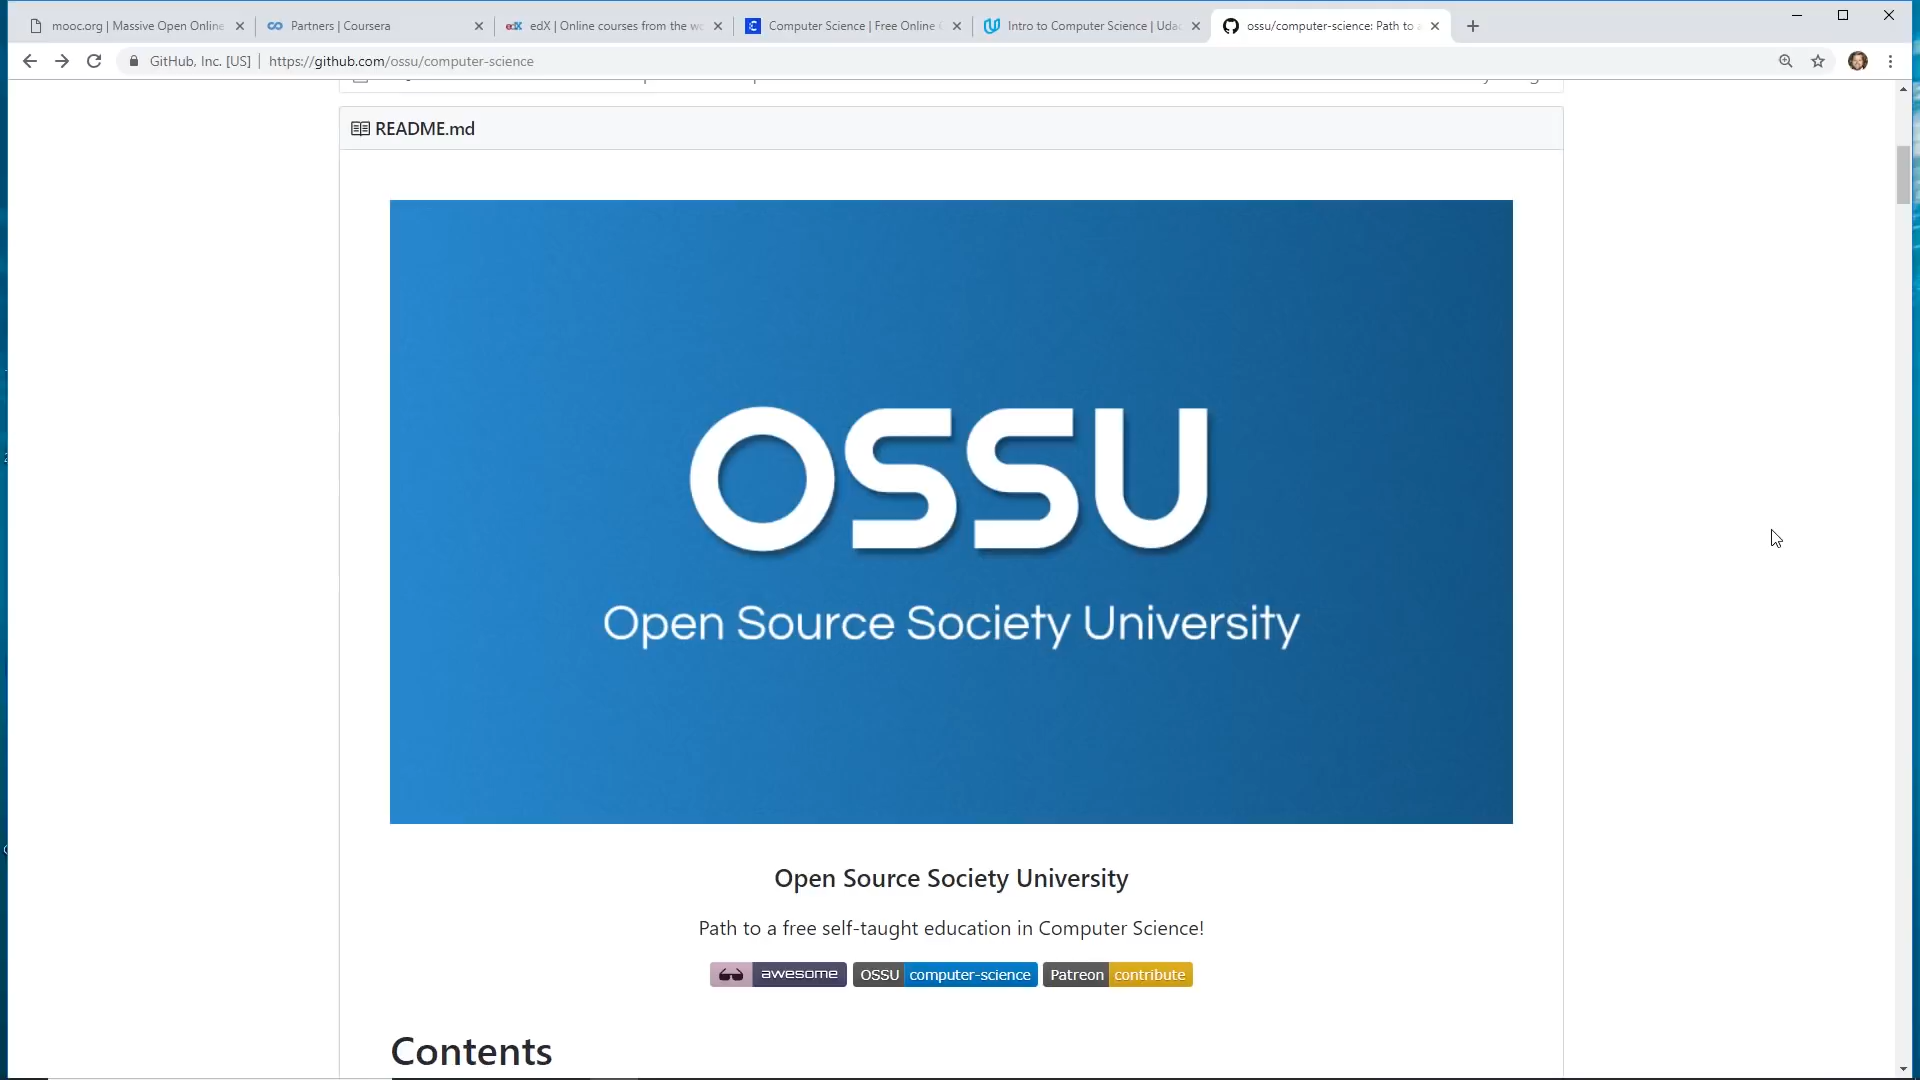 mooc.org | Massive Open Online
Partners | Coursera
edX | Online courses from the wo
Computer Science | Free Online C
Intro to Computer Science | Udac
ossu/computer-science: Path to a
GitHub, Inc. [US] | https://github.com/ossu/computer-science
README.md
OSSU
Open Source Society University
Open Source Society University
Path to a free self-taught education in Computer Science!
awesome OSSU computer-science Patreon contribute
Contents